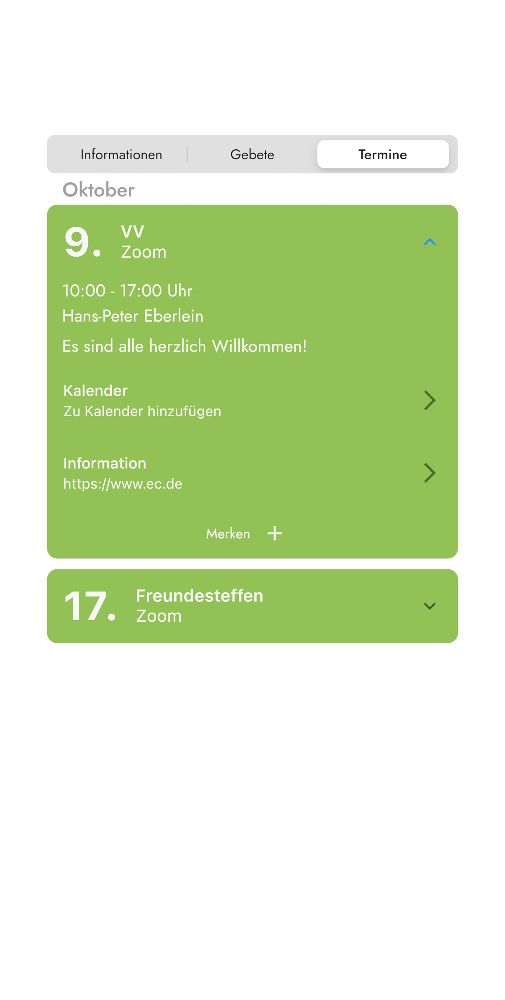 Informationen Gebete Termine
Oktober
9. VV
Zoom
10:00 - 17:00 Uhr
Hans-Peter Eberlein
Es sind alle herzlich Willkommen!
Kalender
Zu Kalender hinzufügen
Information
https://www.ec.de
Merken +
17. Freundesteffen
Zoom